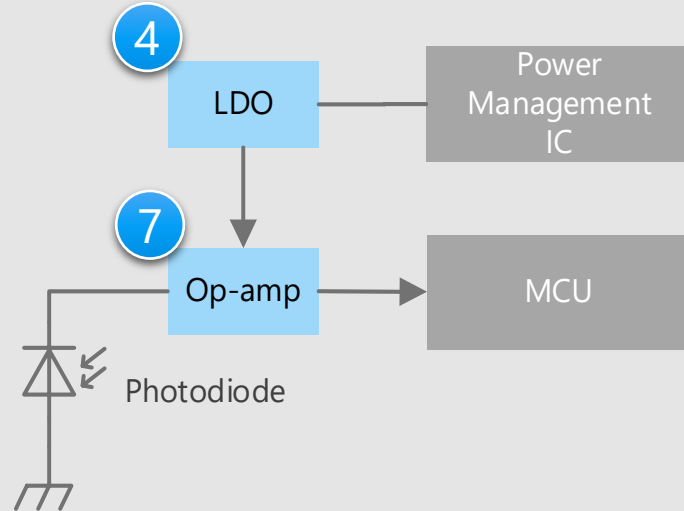 4
LDO
Power
Management
IC
7
Op-amp
MCU
Photodiode